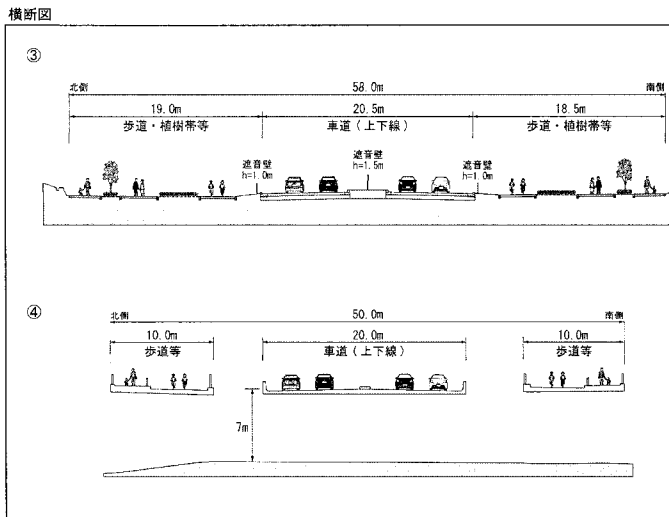 横断図
③
北側
58.0m
南側
19.0m
20.5m
18.5m
歩道・植樹帯等
車道(上下線)
歩道・植樹帯等
遮音壁
h=1.0m
遮音壁
h=1.5m
遮音壁
h=1.0m
④
北側
50.0m
南側
10.0m
20.0m
10.0m
歩道等
車道(上下線)
歩道等
7m